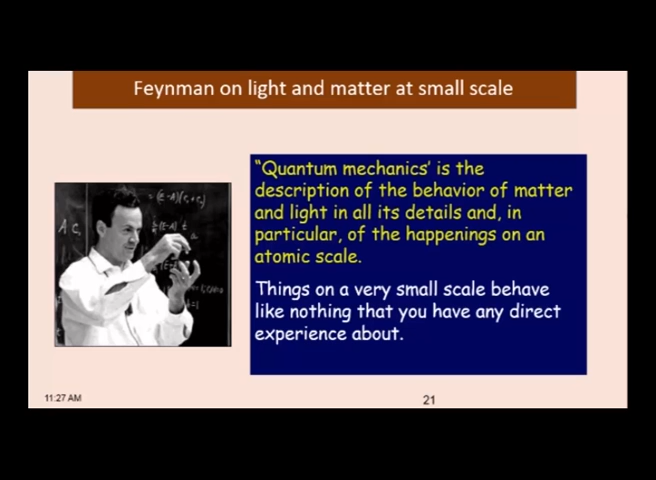 Feynman on light and matter at small scale
“Quantum mechanics’ is the
description of the behavior of matter
and light in all its details and, in
particular, of the happenings on an
atomic scale.
Things on a very small scale behave
like nothing that you have any direct
experience about.
11:27 AM
21